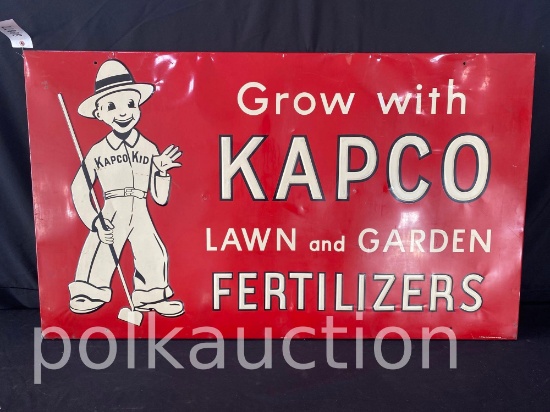 Grow with
KAPCO
LAWN and GARDEN
FERTILIZERS
KAPCO KID
polkauction